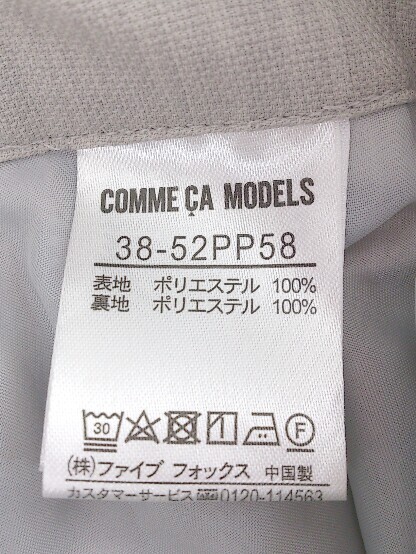 COMME ÇA MODELS
38-52PP58
表地 ポリエステル 100%
裏地 ポリエステル 100%
30 F
(株)ファイブ フォックス 中国製
カスタマーサービス 0120-114563